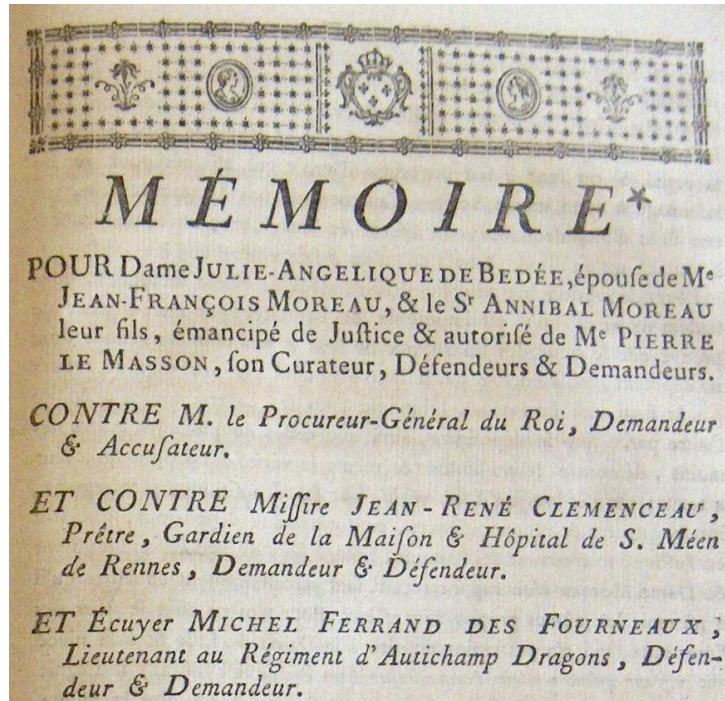 MÉMOIRE*
POUR Dame JULIE-ANGELIQUE DE BEDÉE, épouſe de Mᵉ
JEAN-FRANÇOIS MOREAU, & le Sʳ ANNIBAL MOREAU
leur fils, émancipé de Juſtice & autoriſé de Mᵉ PIERRE
LE MASSON, ſon Curateur, Défendeurs & Demandeurs.
CONTRE M. le Procureur-Général du Roi, Demandeur
& Accuſateur.
ET CONTRE Miſſire JEAN-RENÉ CLEMENCEAU,
Prêtre, Gardien de la Maiſon & Hôpital de S. Méen
de Rennes, Demandeur & Défendeur.
ET Écuyer MICHEL FERRAND DES FOURNEAUX,
Lieutenant au Régiment d'Autichamp Dragons, Défen-
deur & Demandeur.